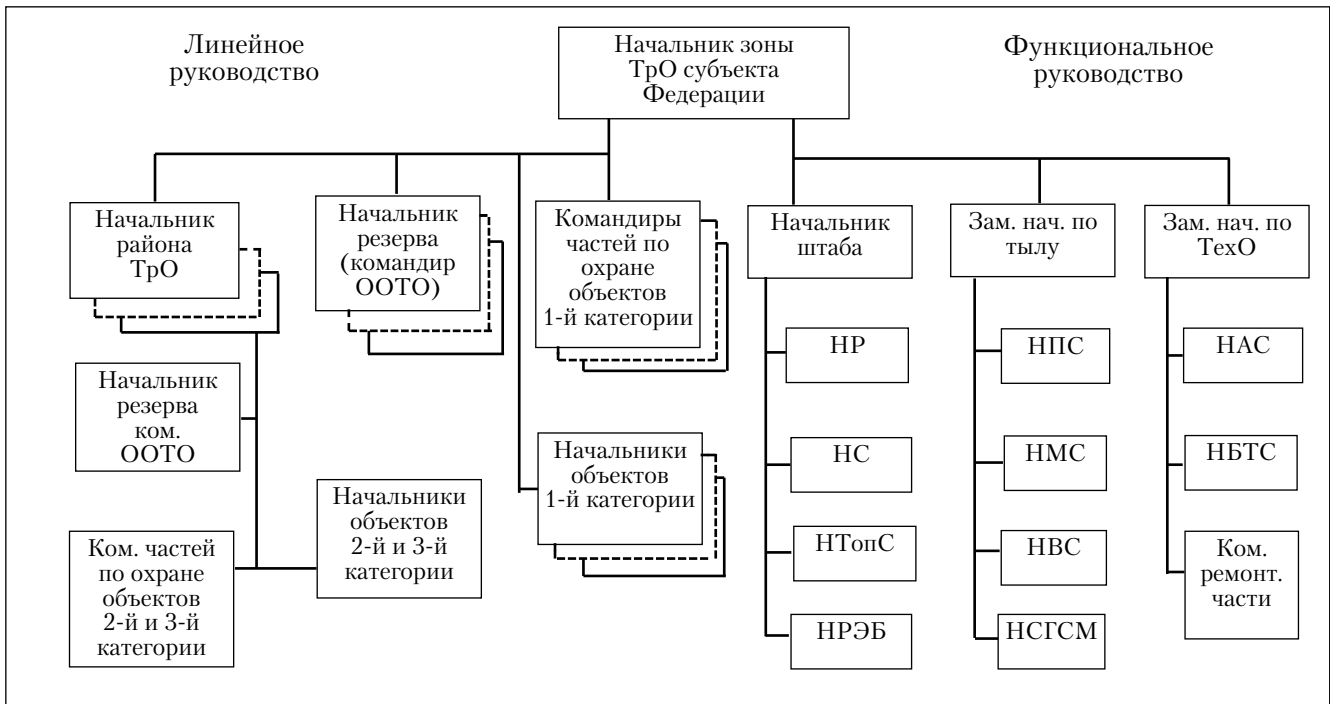 Линейное
руководство
Начальник зоны
ТрО субъекта
Федерации
Функциональное
руководство
Начальник
района
ТрО
Начальник
резерва
(командир
ООТО)
Командиры
частей по
охране
объектов
1-й категории
Начальник
штаба
Зам. нач. по
тылу
Зам. нач. по
ТехО
Начальник
резерва
ком.
ООТО
Начальники
объектов
1-й категории
Ком. частей
по охране
объектов
2-й и 3-й
категории
Начальники
объектов
2-й и 3-й
категории
НР
НС
НТопС
НРЭБ
НПС
НМС
НВС
НСГСМ
НАС
НБТС
Ком.
ремонт.
части